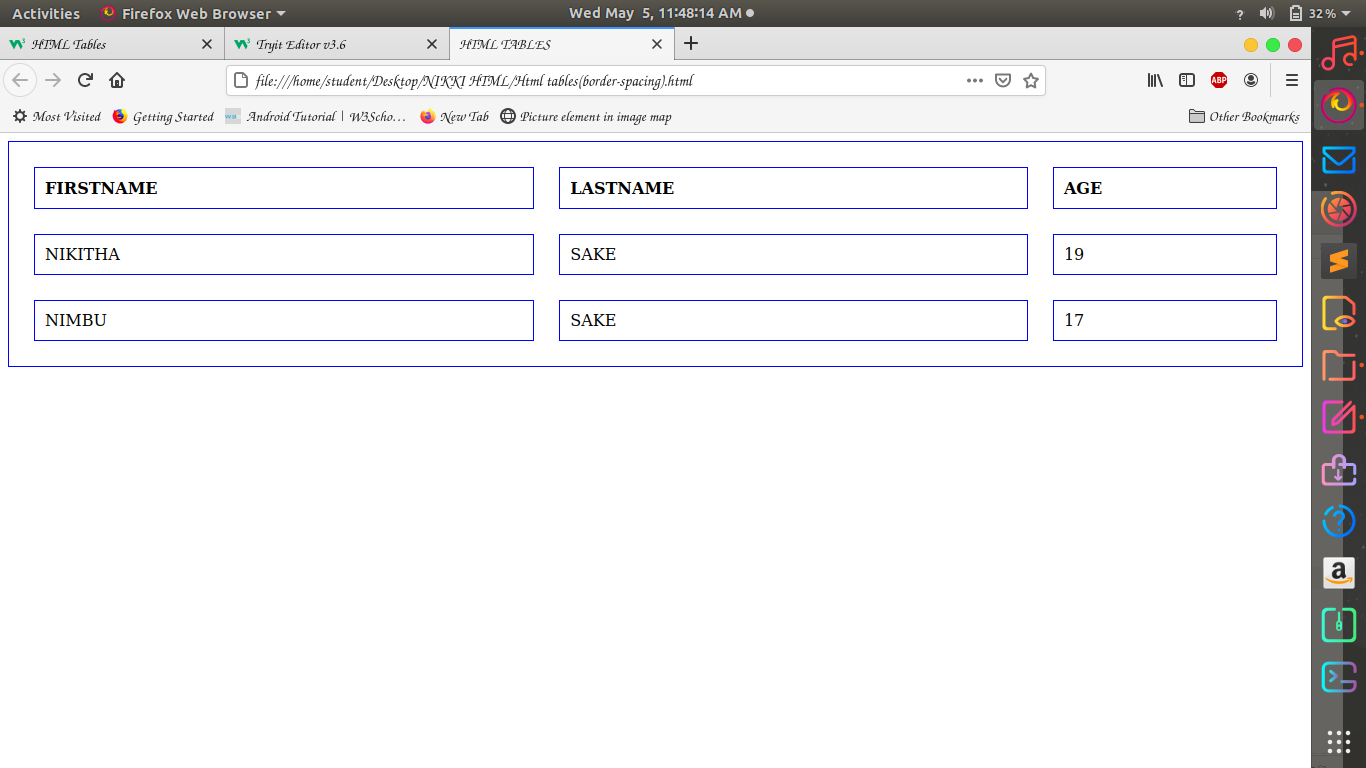 Activities Firefox Web Browser Wed May 5, 11:48:14 AM ? 32%
HTML Tables Tryit Editor v3.6 HTML TABLES
file:///home/student/Desktop/NIKKI HTML/Html tables(border-spacing).html ABP
Most Visited Getting Started w3 Android Tutorial | W3Scho… New Tab Picture element in image map Other Bookmarks
FIRSTNAME LASTNAME AGE
NIKITHA SAKE 19
NIMBU SAKE 17